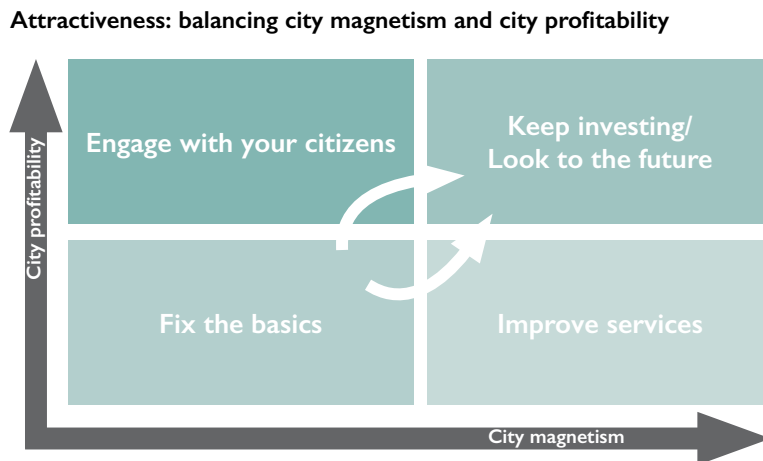 Attractiveness: balancing city magnetism and city profitability
Engage with your citizens
Keep investing/
Look to the future
City profitability
Fix the basics
Improve services
City magnetism